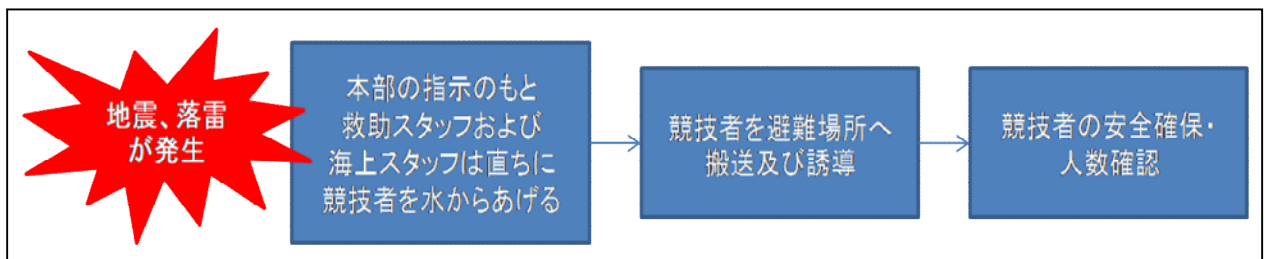 地震、落雷
が発生
本部の指示のもと
救助スタッフおよび
海上スタッフは直ちに
競技者を水からあげる
競技者を避難場所へ
搬送及び誘導
競技者の安全確保・
人数確認